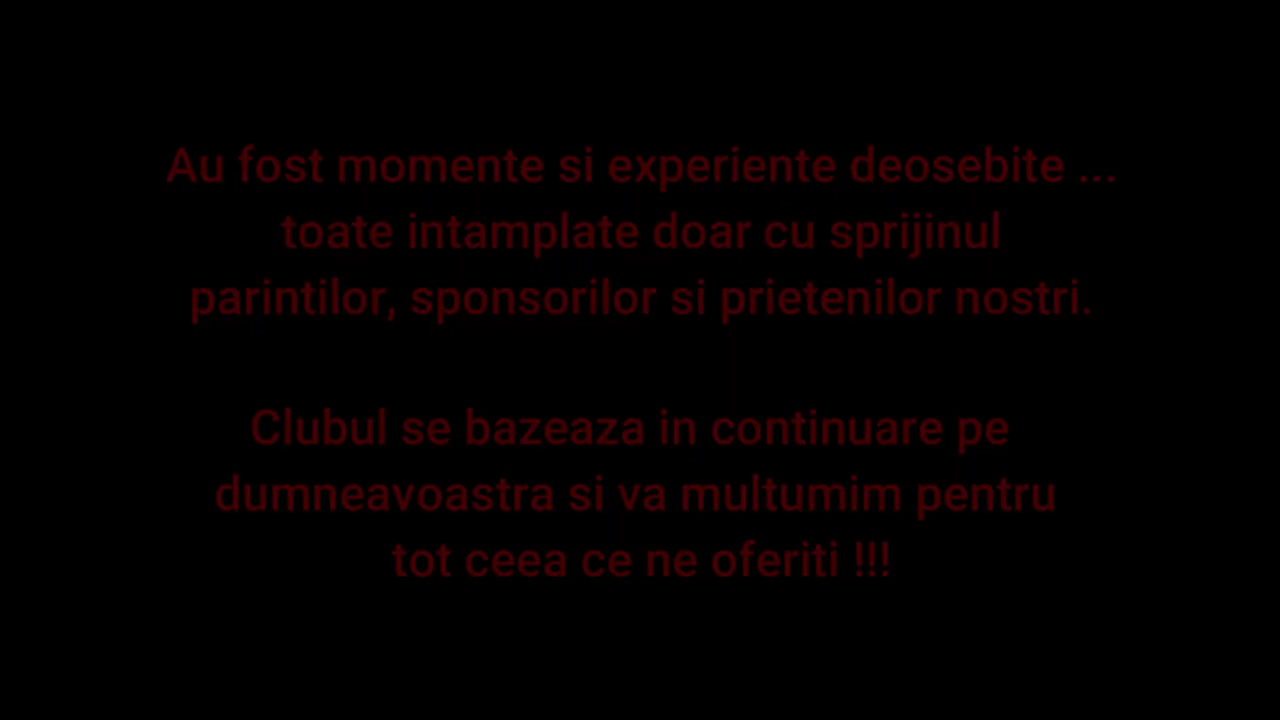 Au fost momente si experiente deosebite ...
toate intamplate doar cu sprijinul
parintilor, sponsorilor si prietenilor nostri.
Clubul se bazeaza in continuare pe
dumneavoastra si va multumim pentru
tot ceea ce ne oferiti !!!